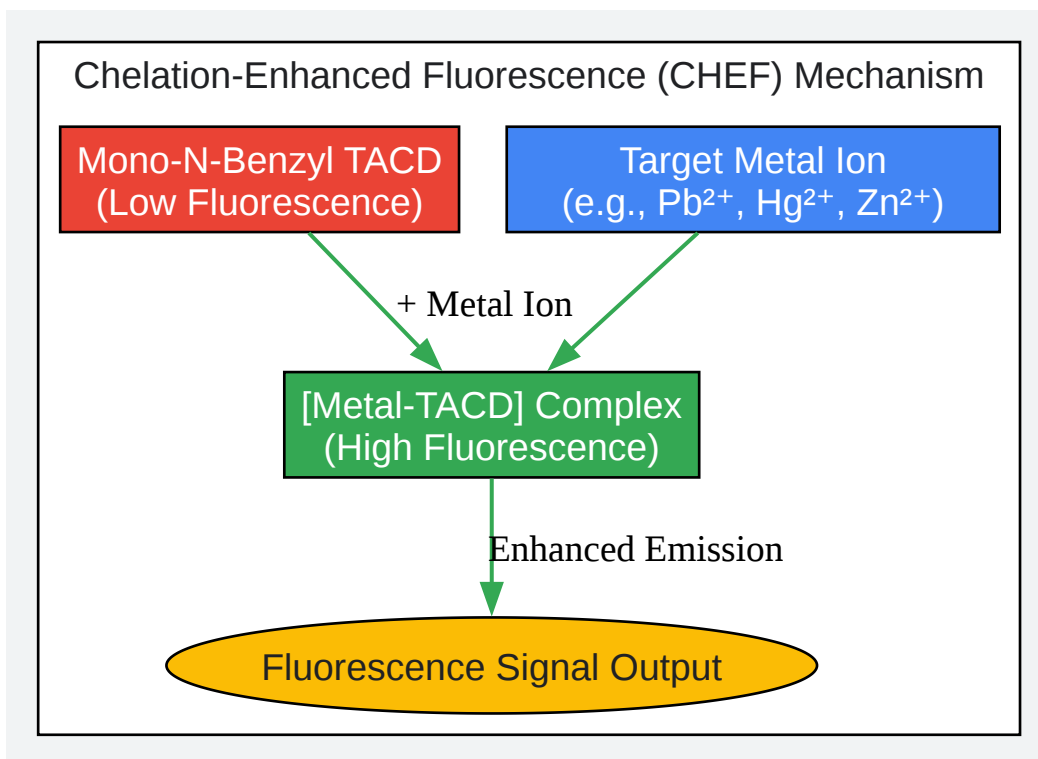 Chelation-Enhanced Fluorescence (CHEF) Mechanism
Mono-N-Benzyl TACD
(Low Fluorescence)
Target Metal Ion
(e.g., Pb²⁺, Hg²⁺, Zn²⁺)
+ Metal Ion
[Metal-TACD] Complex
(High Fluorescence)
Enhanced Emission
Fluorescence Signal Output